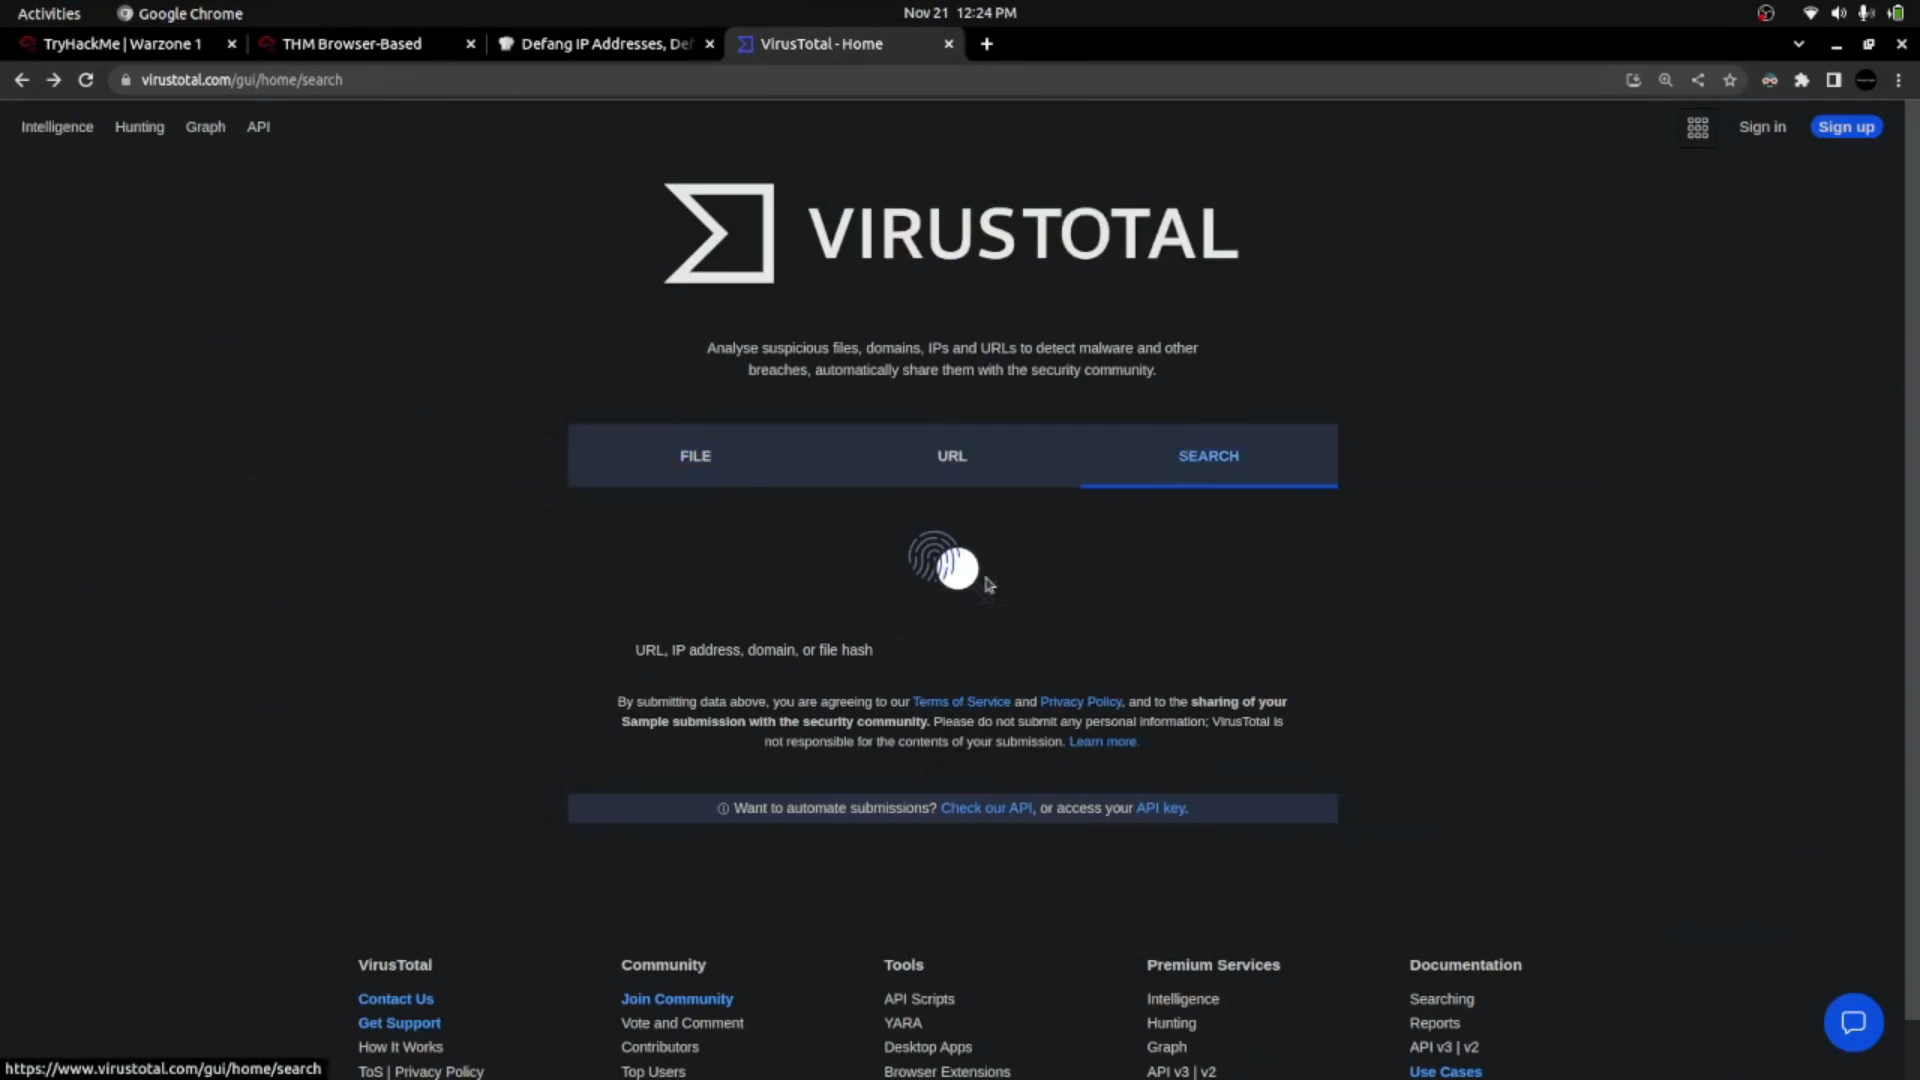 Activities
Google Chrome
Nov 21 12:24 PM
TryHackMe | Warzone 1
THM Browser-Based
Defang IP Addresses, Def
VirusTotal - Home
virustotal.com/gui/home/search
Intelligence
Hunting
Graph
API
Sign in
Sign up
VIRUSTOTAL
Analyse suspicious files, domains, IPs and URLs to detect malware and other
breaches, automatically share them with the security community.
FILE
URL
SEARCH
URL, IP address, domain, or file hash
By submitting data above, you are agreeing to our Terms of Service and Privacy Policy, and to the sharing of your
Sample submission with the security community. Please do not submit any personal information; VirusTotal is
not responsible for the contents of your submission. Learn more.
Want to automate submissions? Check our API, or access your API key.
VirusTotal
Contact Us
Get Support
How It Works
ToS | Privacy Policy
Community
Join Community
Vote and Comment
Contributors
Top Users
Tools
API Scripts
YARA
Desktop Apps
Browser Extensions
Premium Services
Intelligence
Hunting
Graph
API v3 | v2
Documentation
Searching
Reports
API v3 | v2
Use Cases
https://www.virustotal.com/gui/home/search